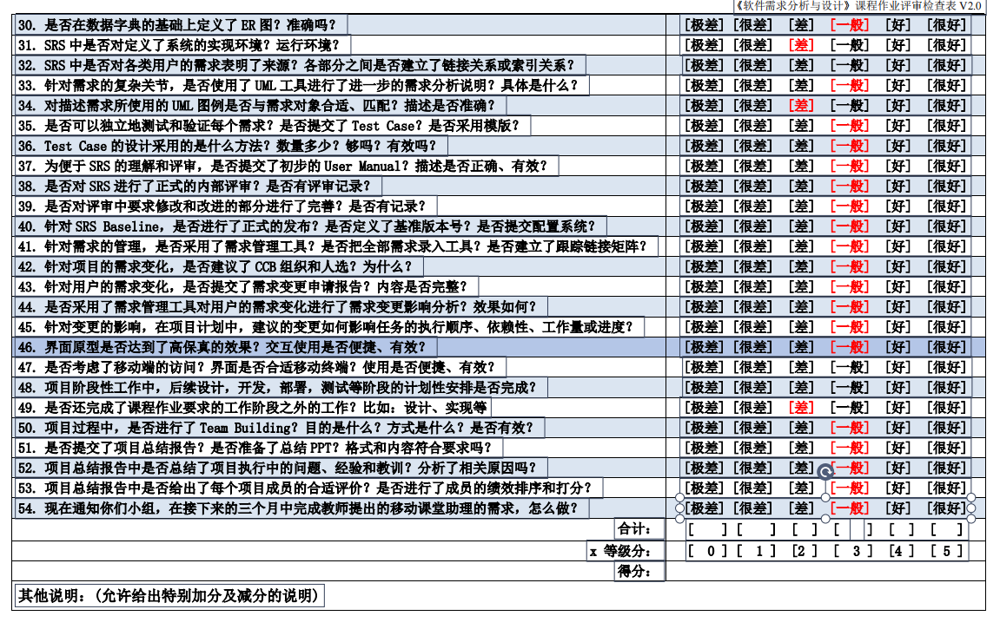 《软件需求分析与设计》课程作业评审检查表 V2.0
30. 是否在数据字典的基础上定义了 ER 图？准确吗？ [极差] [很差] [差] [一般] [好] [很好]
31. SRS 中是否对定义了系统的实现环境？运行环境？ [极差] [很差] [差] [一般] [好] [很好]
32. SRS 中是否对各类用户的需求表明了来源？各部分之间是否建立了链接关系或索引关系？ [极差] [很差] [差] [一般] [好] [很好]
33. 针对需求的复杂关节，是否使用了 UML 工具进行了进一步的需求分析说明？具体是什么？ [极差] [很差] [差] [一般] [好] [很好]
34. 对描述需求所使用的 UML 图例是否与需求对象合适、匹配？描述是否准确？ [极差] [很差] [差] [一般] [好] [很好]
35. 是否可以独立地测试和验证每个需求？是否提交了 Test Case？是否采用模版？ [极差] [很差] [差] [一般] [好] [很好]
36. Test Case 的设计采用的是什么方法？数量多少？够吗？有效吗？ [极差] [很差] [差] [一般] [好] [很好]
37. 为便于 SRS 的理解和评审，是否提交了初步的 User Manual？描述是否正确、有效？ [极差] [很差] [差] [一般] [好] [很好]
38. 是否对 SRS 进行了正式的内部评审？是否有评审记录？ [极差] [很差] [差] [一般] [好] [很好]
39. 是否对评审中要求修改和改进的部分进行了完善？是否有记录？ [极差] [很差] [差] [一般] [好] [很好]
40. 针对 SRS Baseline，是否进行了正式的发布？是否定义了基准版本号？是否提交配置系统？ [极差] [很差] [差] [一般] [好] [很好]
41. 针对需求的管理，是否采用了需求管理工具？是否把全部需求录入工具？是否建立了跟踪链接矩阵？ [极差] [很差] [差] [一般] [好] [很好]
42. 针对项目的需求变化，是否建议了 CCB 组织和人选？为什么？ [极差] [很差] [差] [一般] [好] [很好]
43. 针对用户的需求变化，是否提交了需求变更申请报告？内容是否完整？ [极差] [很差] [差] [一般] [好] [很好]
44. 是否采用了需求管理工具对用户的需求变化进行了需求变更影响分析？效果如何？ [极差] [很差] [差] [一般] [好] [很好]
45. 针对变更的影响，在项目计划中，建议的变更如何影响任务的执行顺序、依赖性、工作量或进度？ [极差] [很差] [差] [一般] [好] [很好]
46. 界面原型是否达到了高保真的效果？交互使用是否便捷、有效？ [极差] [很差] [差] [一般] [好] [很好]
47. 是否考虑了移动端的访问？界面是否合适移动终端？使用是否便捷、有效？ [极差] [很差] [差] [一般] [好] [很好]
48. 项目阶段性工作中，后续设计，开发，部署，测试等阶段的计划性安排是否完成？ [极差] [很差] [差] [一般] [好] [很好]
49. 是否还完成了课程作业要求的工作阶段之外的工作？比如：设计、实现等 [极差] [很差] [差] [一般] [好] [很好]
50. 项目过程中，是否进行了 Team Building？目的是什么？方式是什么？是否有效？ [极差] [很差] [差] [一般] [好] [很好]
51. 是否提交了项目总结报告？是否准备了总结 PPT？格式和内容符合要求吗？ [极差] [很差] [差] [一般] [好] [很好]
52. 项目总结报告中是否总结了项目执行中的问题、经验和教训？分析了相关原因吗？ [极差] [很差] [差] [一般] [好] [很好]
53. 项目总结报告中是否给出了每个项目成员的合适评价？是否进行了成员的绩效排序和打分？ [极差] [很差] [差] [一般] [好] [很好]
54. 现在通知你们小组，在接下来的三个月中完成教师提出的移动课堂助理的需求，怎么做？ [极差] [很差] [差] [一般] [好] [很好]
合计： [ ] [ ] [ ] [ ] [ ] [ ]
x 等级分： [ 0 ] [ 1 ] [2 ] [ 3 ] [4 ] [ 5 ]
得分：
其他说明：(允许给出特别加分及减分的说明)